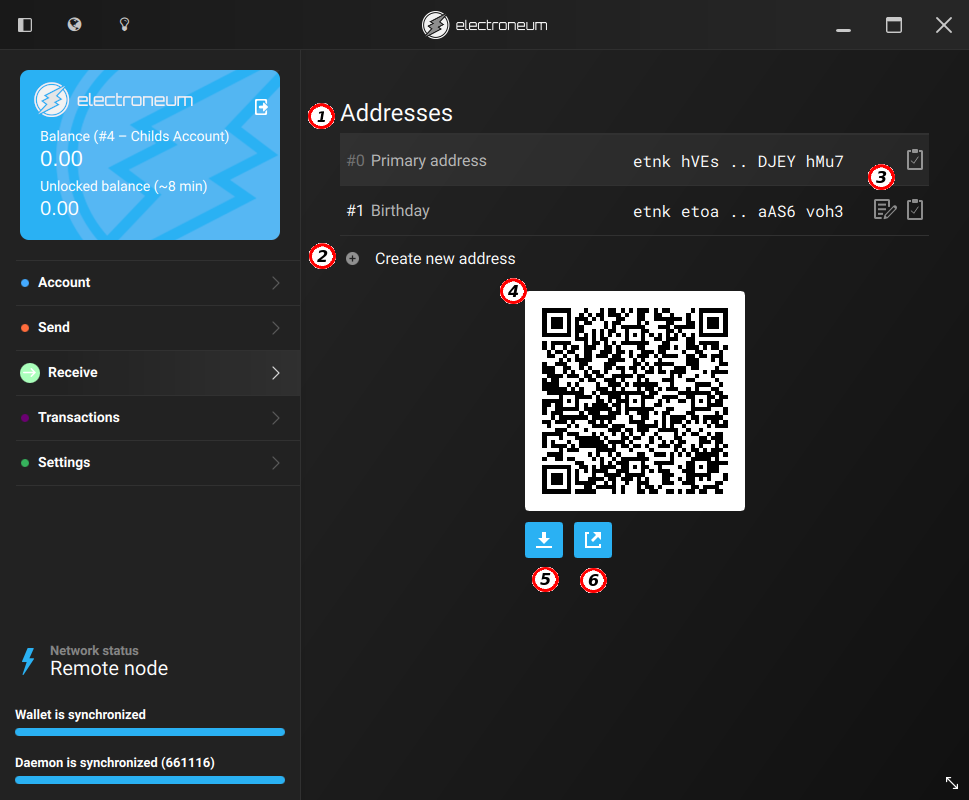 electroneum
electroneum
Balance (#4 – Childs Account)
0.00
Unlocked balance (~8 min)
0.00
Account
Send
Receive
Transactions
Settings
Network status
Remote node
Wallet is synchronized
Daemon is synchronized (661116)
1 Addresses
#0 Primary address etnk hVEs .. DJEY hMu7
3
#1 Birthday etnk etoa .. aAS6 voh3
2 Create new address
4
5 6